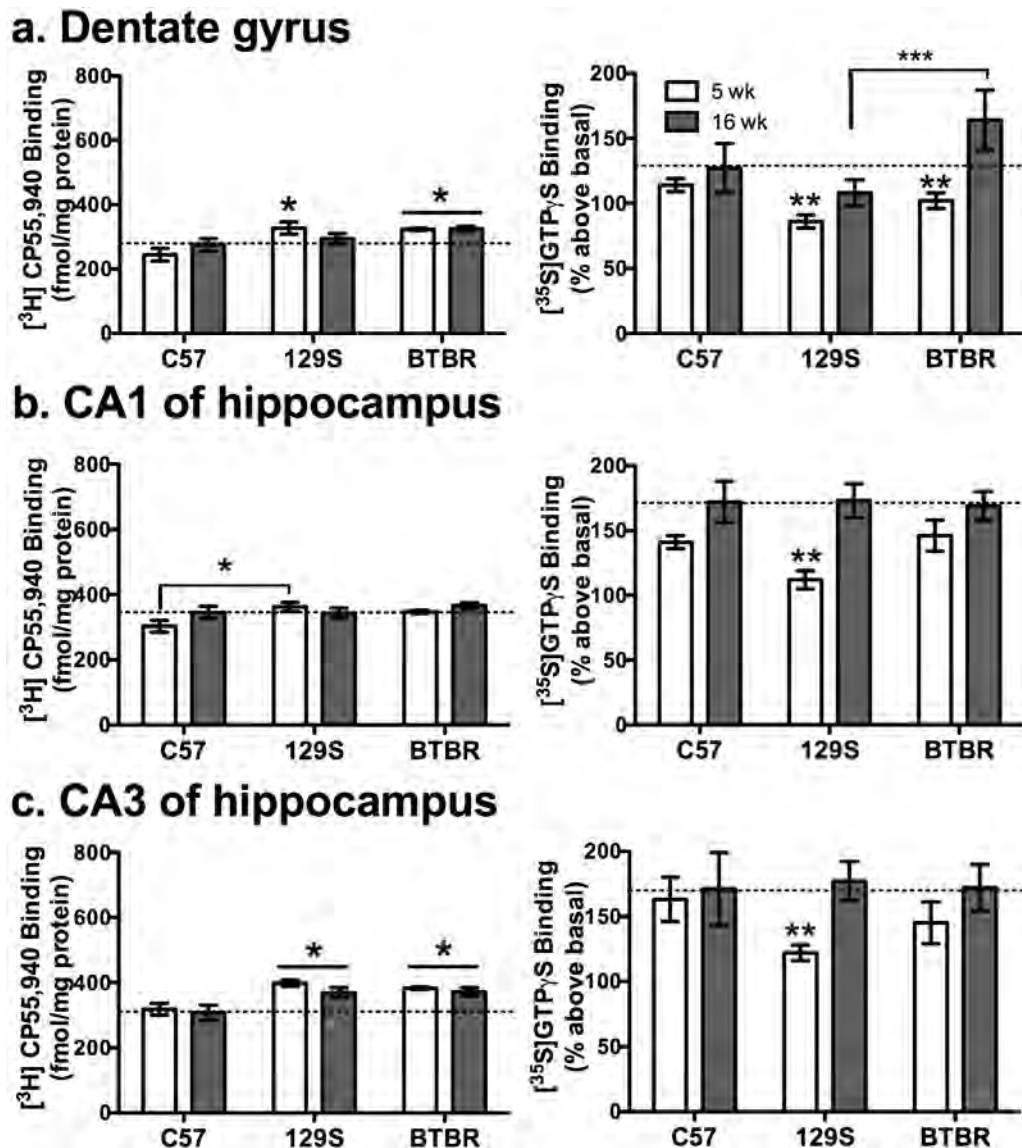 a. Dentate gyrus
[³H] CP55,940 Binding
(fmol/mg protein)
800
600
400
200
0
*
*
C57 129S BTBR
[³⁵S]GTPγS Binding
(% above basal)
200
150
100
50
0
5 wk
16 wk
***
**
**
C57 129S BTBR
b. CA1 of hippocampus
[³H] CP55,940 Binding
(fmol/mg protein)
800
600
400
200
0
*
C57 129S BTBR
[³⁵S]GTPγS Binding
(% above basal)
200
150
100
50
0
**
C57 129S BTBR
c. CA3 of hippocampus
[³H] CP55,940 Binding
(fmol/mg protein)
800
600
400
200
0
*
*
C57 129S BTBR
[³⁵S]GTPγS Binding
(% above basal)
200
150
100
50
0
**
C57 129S BTBR